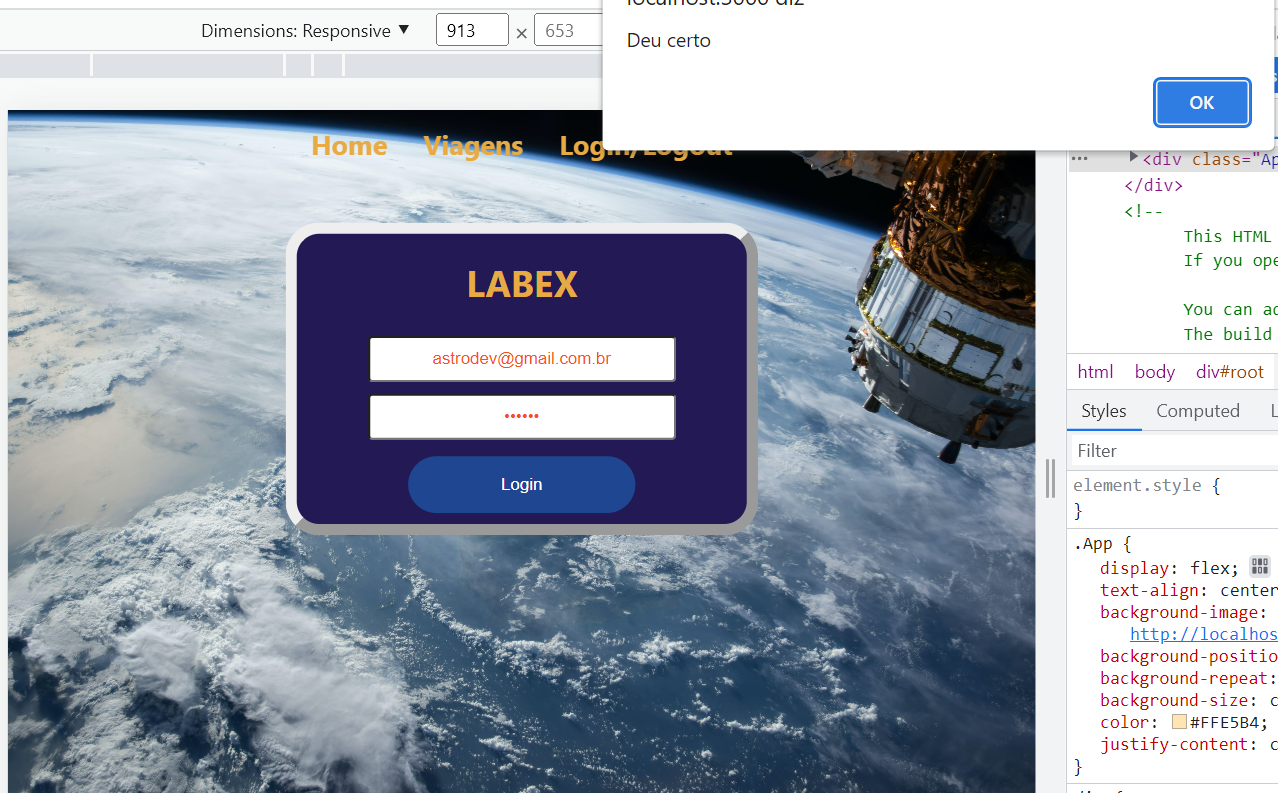 Dimensions: Responsive ▼ 913 × 653
localhost:3000 diz
Deu certo
OK
Home Viagens Login/Logout
LABEX
astrodev@gmail.com.br
••••••
Login
••• ▶<div class="Ap
</div>
<!--
This HTML
If you ope
You can ad
The build
html body div#root
Styles Computed L
Filter
element.style {
}
.App {
display: flex;
text-align: center
background-image:
http://localhos
background-positio
background-repeat:
background-size: c
color: #FFE5B4;
justify-content: c
}